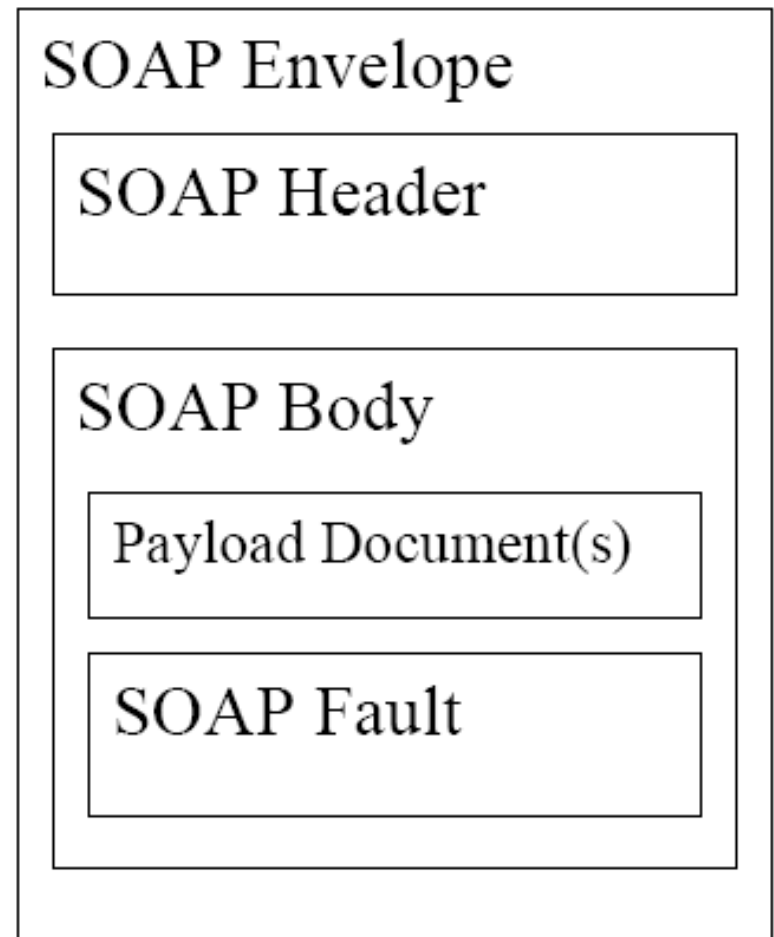 SOAP Envelope
SOAP Header
SOAP Body
Payload Document(s)
SOAP Fault